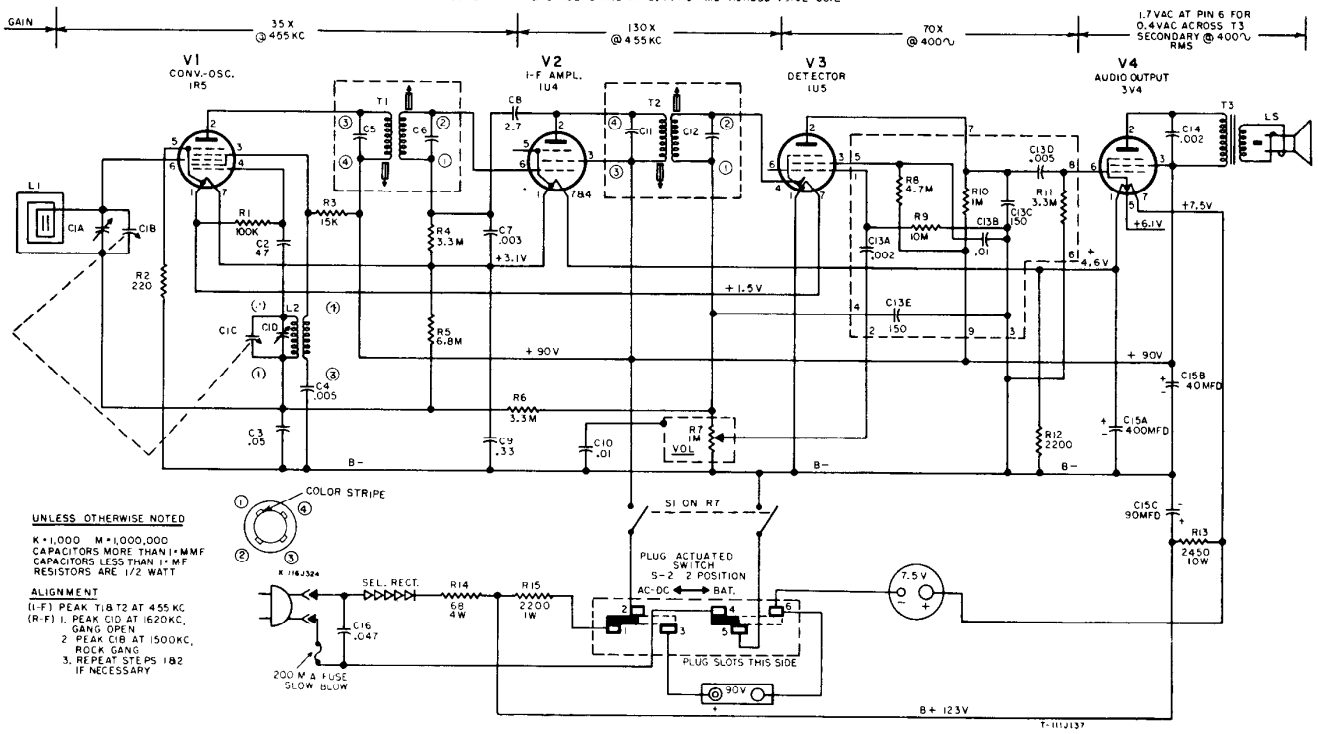 GAIN
35X
@ 455KC
130X
@ 455KC
70X
@ 400∿
1.7VAC AT PIN 6 FOR
0.4VAC ACROSS T3
SECONDARY @ 400∿
RMS
V1
CONV.-OSC.
1R5
V2
I-F AMPL.
1U4
V3
DETECTOR
1U5
V4
AUDIO OUTPUT
3V4
T1
T2
T3
LS
L1
C1A
C1B
R1
100K
C2
47
R2
220
R3
15K
C5
C6
C8
2.7
R4
3.3M
C7
.003
+3.1V
+1.5V
C11
C12
R8
4.7M
R9
10M
R10
1M
C13A
.002
C13B
.01
C13C
150
C13D
.005
R11
3.3M
C13E
150
C14
.002
+7.5V
+6.1V
+
4.6V
C1C
C1D
L2
C4
.005
C3
.05
R5
6.8M
+90V
+90V
R6
3.3M
C9
.33
C10
.01
R7
1M
VOL
R12
2200
C15A
400MFD
C15B
40MFD
B-
B-
B-
C15C
90MFD
R13
2450
10W
COLOR STRIPE
S1 ON R7
UNLESS OTHERWISE NOTED
K=1,000 M=1,000,000
CAPACITORS MORE THAN 1=MMF
CAPACITORS LESS THAN 1=MF
RESISTORS ARE 1/2 WATT
ALIGNMENT
(I-F) PEAK T1&T2 AT 455 KC
(R-F) 1. PEAK C1D AT 1620KC,
GANG OPEN
2 PEAK C1B AT 1500KC,
ROCK GANG
3. REPEAT STEPS 1&2
IF NECESSARY
K-116J324
SEL. RECT.
R14
68
4W
R15
2200
1W
C16
.047
200 MA FUSE
SLOW BLOW
PLUG ACTUATED
SWITCH
S-2 2 POSITION
AC-DC BAT.
PLUG SLOTS THIS SIDE
7.5V
90V
B+ 123V
T-111J137